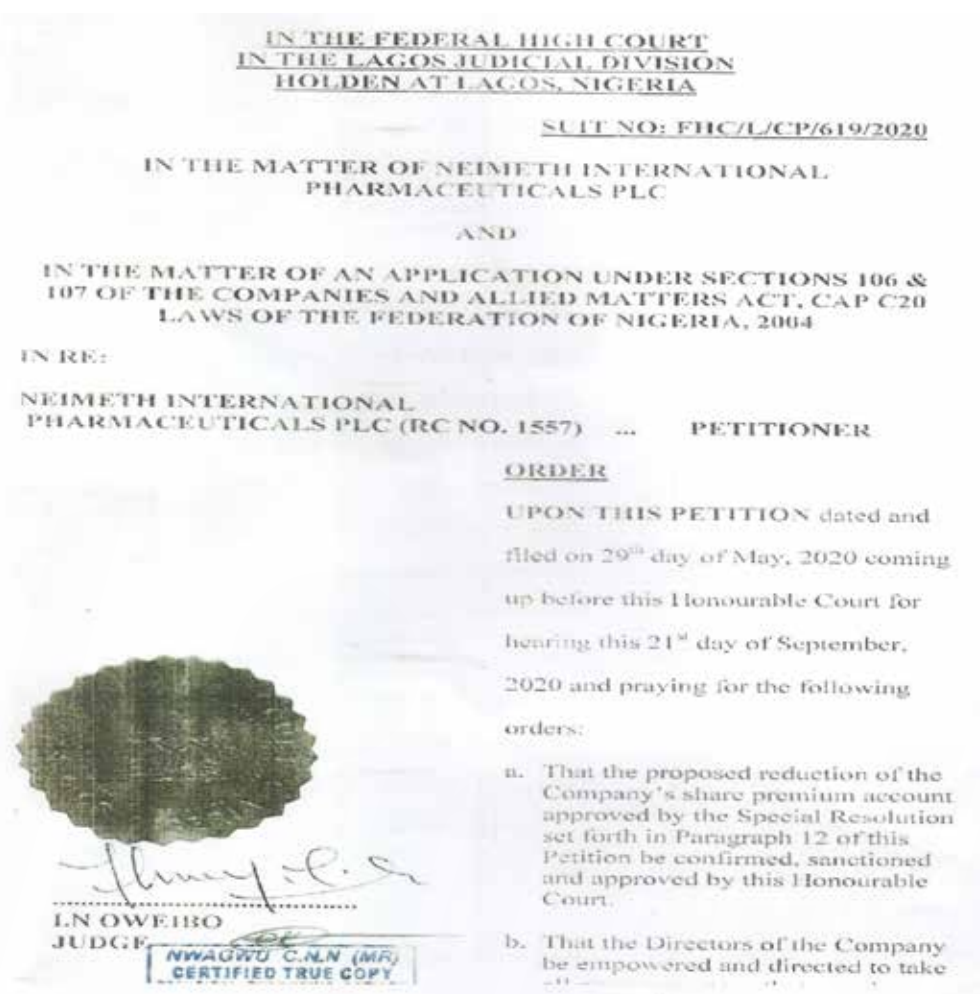 IN THE FEDERAL HIGH COURT
IN THE LAGOS JUDICIAL DIVISION
HOLDEN AT LAGOS, NIGERIA
SUIT NO: FHC/L/CP/619/2020
IN THE MATTER OF NEIMETH INTERNATIONAL
PHARMACEUTICALS PLC
AND
IN THE MATTER OF AN APPLICATION UNDER SECTIONS 106 &
107 OF THE COMPANIES AND ALLIED MATTERS ACT, CAP C20
LAWS OF THE FEDERATION OF NIGERIA, 2004
IN RE:
NEIMETH INTERNATIONAL
PHARMACEUTICALS PLC (RC NO. 1557) ... PETITIONER
ORDER
UPON THIS PETITION dated and
filed on 29th day of May, 2020 coming
up before this Honourable Court for
hearing this 21st day of September,
2020 and praying for the following
orders:
a. That the proposed reduction of the
Company's share premium account
approved by the Special Resolution
set forth in Paragraph 12 of this
Petition be confirmed, sanctioned
and approved by this Honourable
Court.
b. That the Directors of the Company
be empowered and directed to take
I.N OWEIBO
JUDGE
NWAGWU C.N.N (MR)
CERTIFIED TRUE COPY